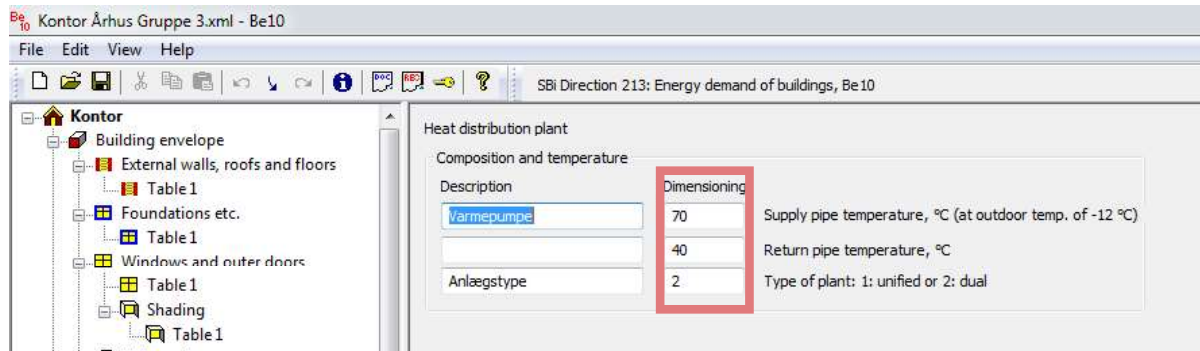 Be10 Kontor Århus Gruppe 3.xml - Be10
File Edit View Help
DOC REG SBi Direction 213: Energy demand of buildings, Be10
Kontor
Building envelope
External walls, roofs and floors
Table 1
Foundations etc.
Table 1
Windows and outer doors
Table 1
Shading
Table 1
Heat distribution plant
Composition and temperature
Description Dimensioning
Varmepumpe 70 Supply pipe temperature, ºC (at outdoor temp. of -12 ºC)
40 Return pipe temperature, ºC
Anlægstype 2 Type of plant: 1: unified or 2: dual